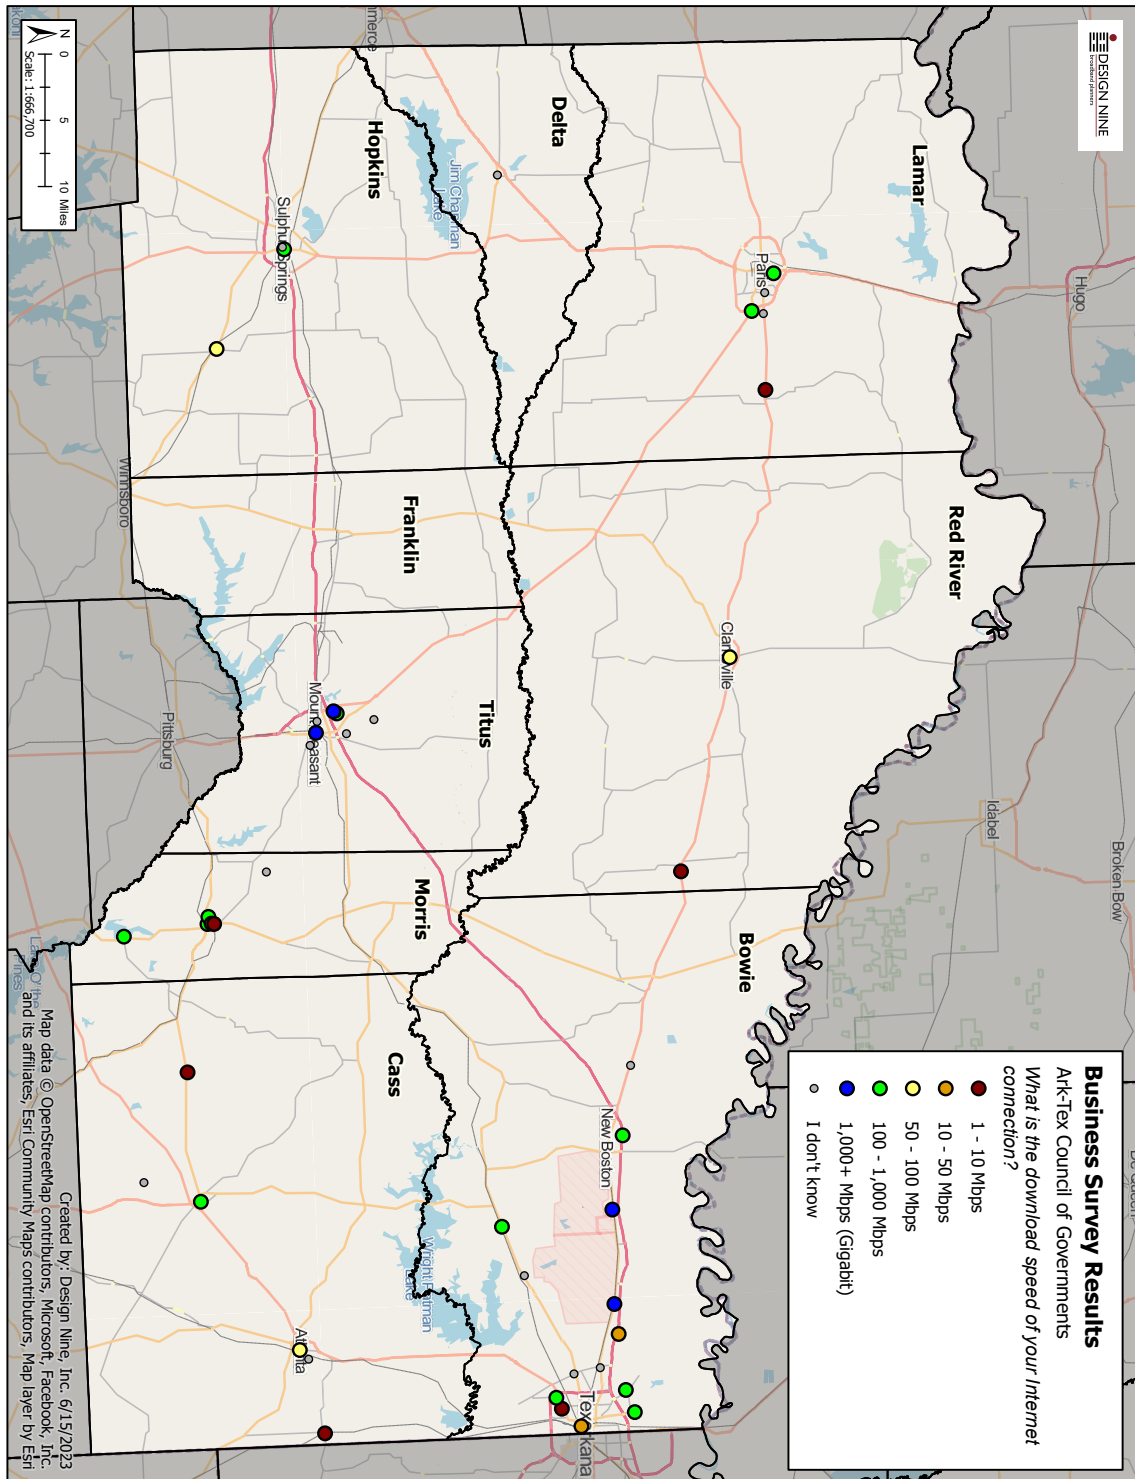 DESIGN NINE
broadband planners
Business Survey Results
Ark-Tex Council of Governments
What is the download speed of your Internet
connection?
1 - 10 Mbps
10 - 50 Mbps
50 - 100 Mbps
100 - 1,000 Mbps
1,000+ Mbps (Gigabit)
I don't know
Hugo
Idabel
Broken Bow
Lamar
Red River
Bowie
Paris
Clarksville
New Boston
Texarkana
Delta
Jim Chapman
Lake
Hopkins
Sulphur Springs
Franklin
Titus
Mount Pleasant
Morris
Cass
Wright Patman
Lake
Atlanta
Winnsboro
Pittsburg
N
0 5 10 Miles
Scale: 1:666,700
Created by: Design Nine, Inc. 6/15/2023
Map data © OpenStreetMap contributors, Microsoft, Facebook, Inc.
and its affiliates, Esri Community Maps contributors, Map layer by Esri